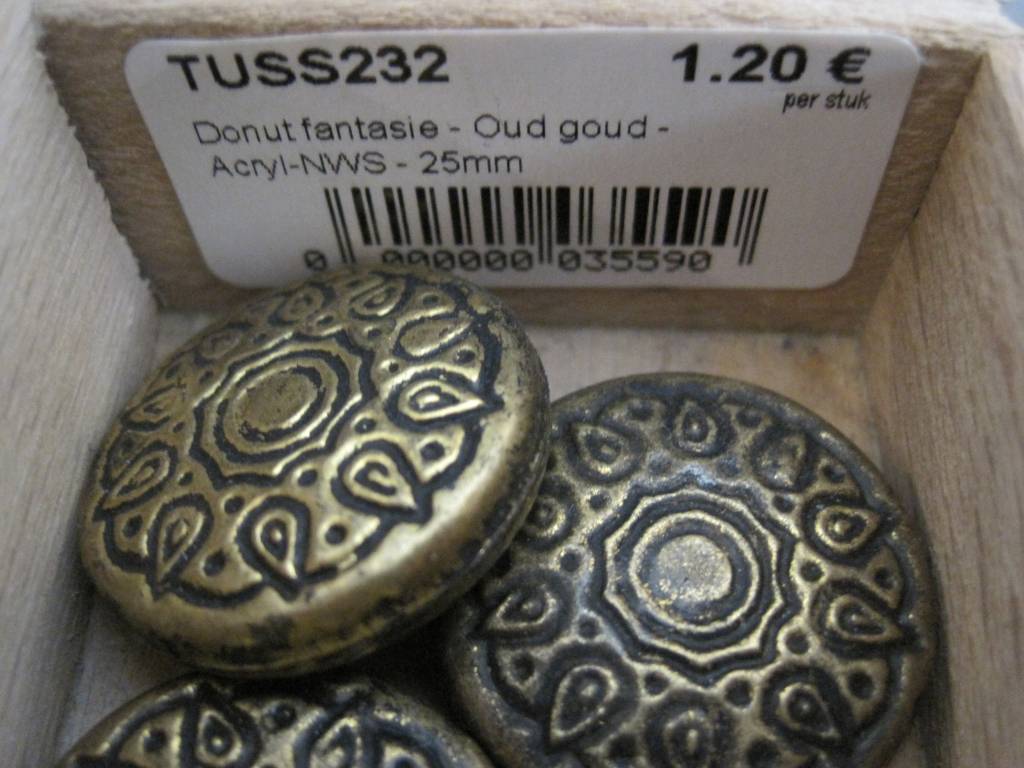 TUSS232 1.20 €
per stuk
Donut fantasie - Oud goud -
Acryl-NWS - 25mm
0 000000 035590